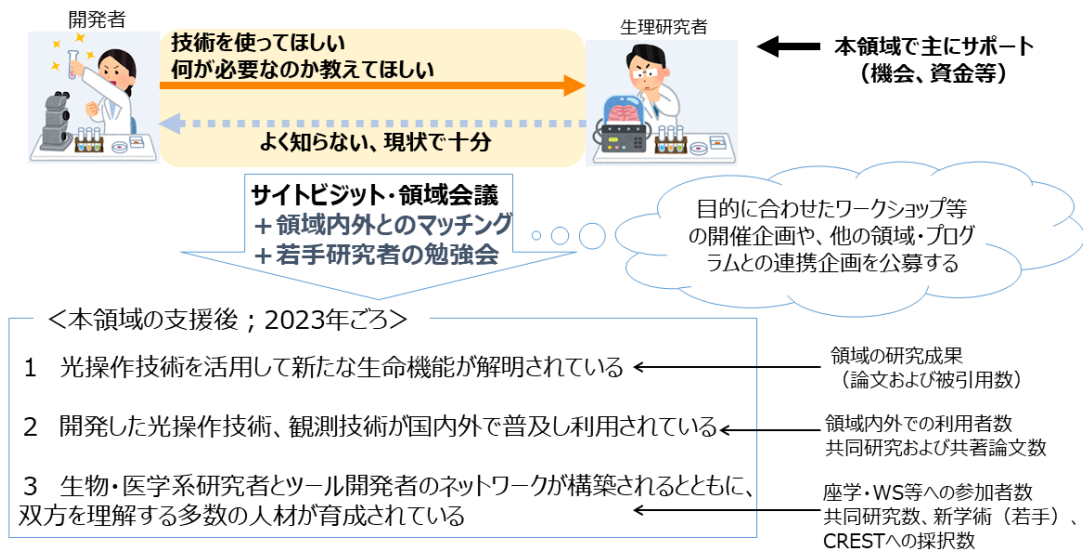 開発者
生理研究者
技術を使ってほしい
何が必要なのか教えてほしい
よく知らない、現状で十分
本領域で主にサポート
（機会、資金等）
サイトビジット・領域会議
＋領域内外とのマッチング
＋若手研究者の勉強会
目的に合わせたワークショップ等
の開催企画や、他の領域・プログ
ラムとの連携企画を公募する
＜本領域の支援後；2023年ごろ＞
1　光操作技術を活用して新たな生命機能が解明されている
領域の研究成果
（論文および被引用数）
2　開発した光操作技術、観測技術が国内外で普及し利用されている
領域内外での利用者数
共同研究および共著論文数
3　生物・医学系研究者とツール開発者のネットワークが構築されるとともに、
双方を理解する多数の人材が育成されている
座学・WS等への参加者数
共同研究数、新学術（若手）、
CRESTへの採択数